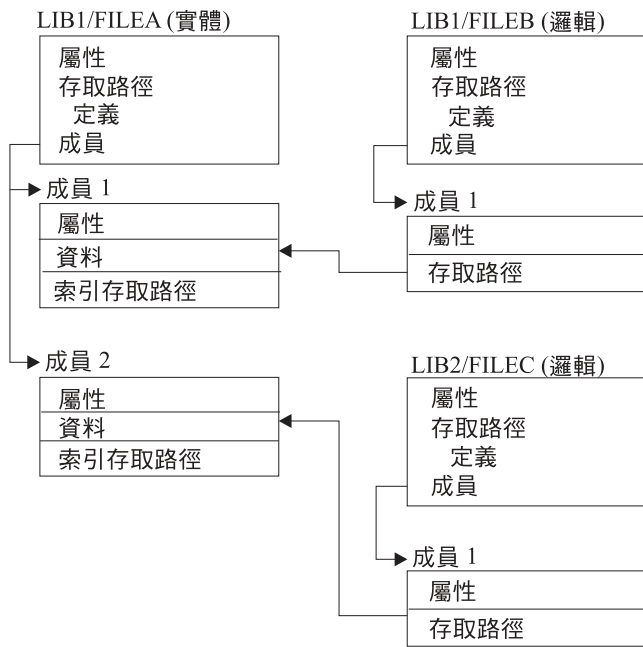 LIB1/FILEA (實體)
屬性
存取路徑
定義
成員
成員 1
屬性
資料
索引存取路徑
成員 2
屬性
資料
索引存取路徑
LIB1/FILEB (邏輯)
屬性
存取路徑
定義
成員
成員 1
屬性
存取路徑
LIB2/FILEC (邏輯)
屬性
存取路徑
定義
成員
成員 1
屬性
存取路徑